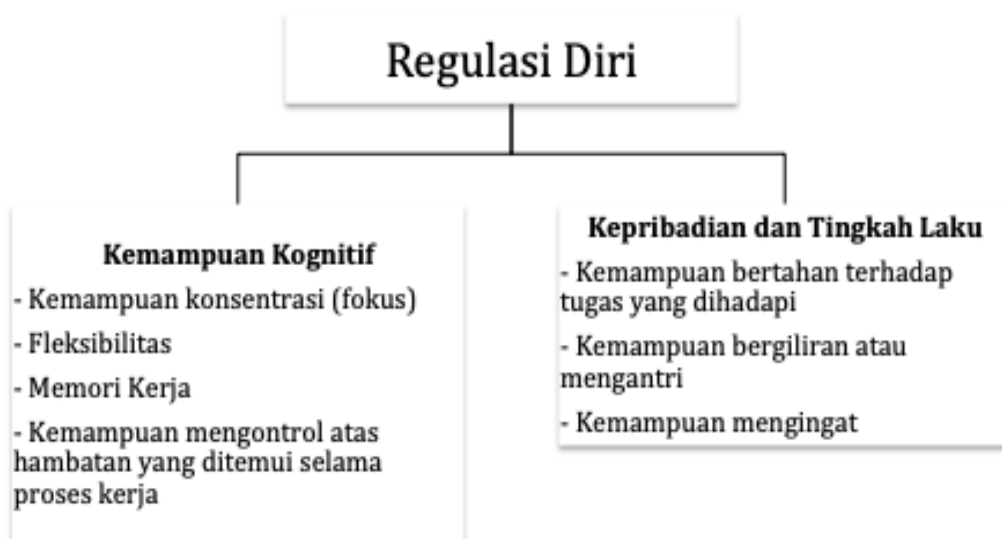 Regulasi Diri
Kemampuan Kognitif
- Kemampuan konsentrasi (fokus)
- Fleksibilitas
- Memori Kerja
- Kemampuan mengontrol atas
hambatan yang ditemui selama
proses kerja
Kepribadian dan Tingkah Laku
- Kemampuan bertahan terhadap
tugas yang dihadapi
- Kemampuan bergiliran atau
mengantri
- Kemampuan mengingat